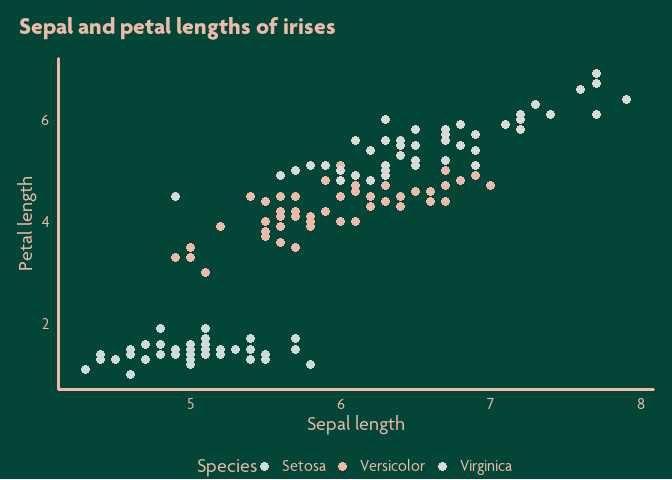 Sepal and petal lengths of irises
Petal length
6
4
2
5 6 7 8
Sepal length
Species Setosa Versicolor Virginica